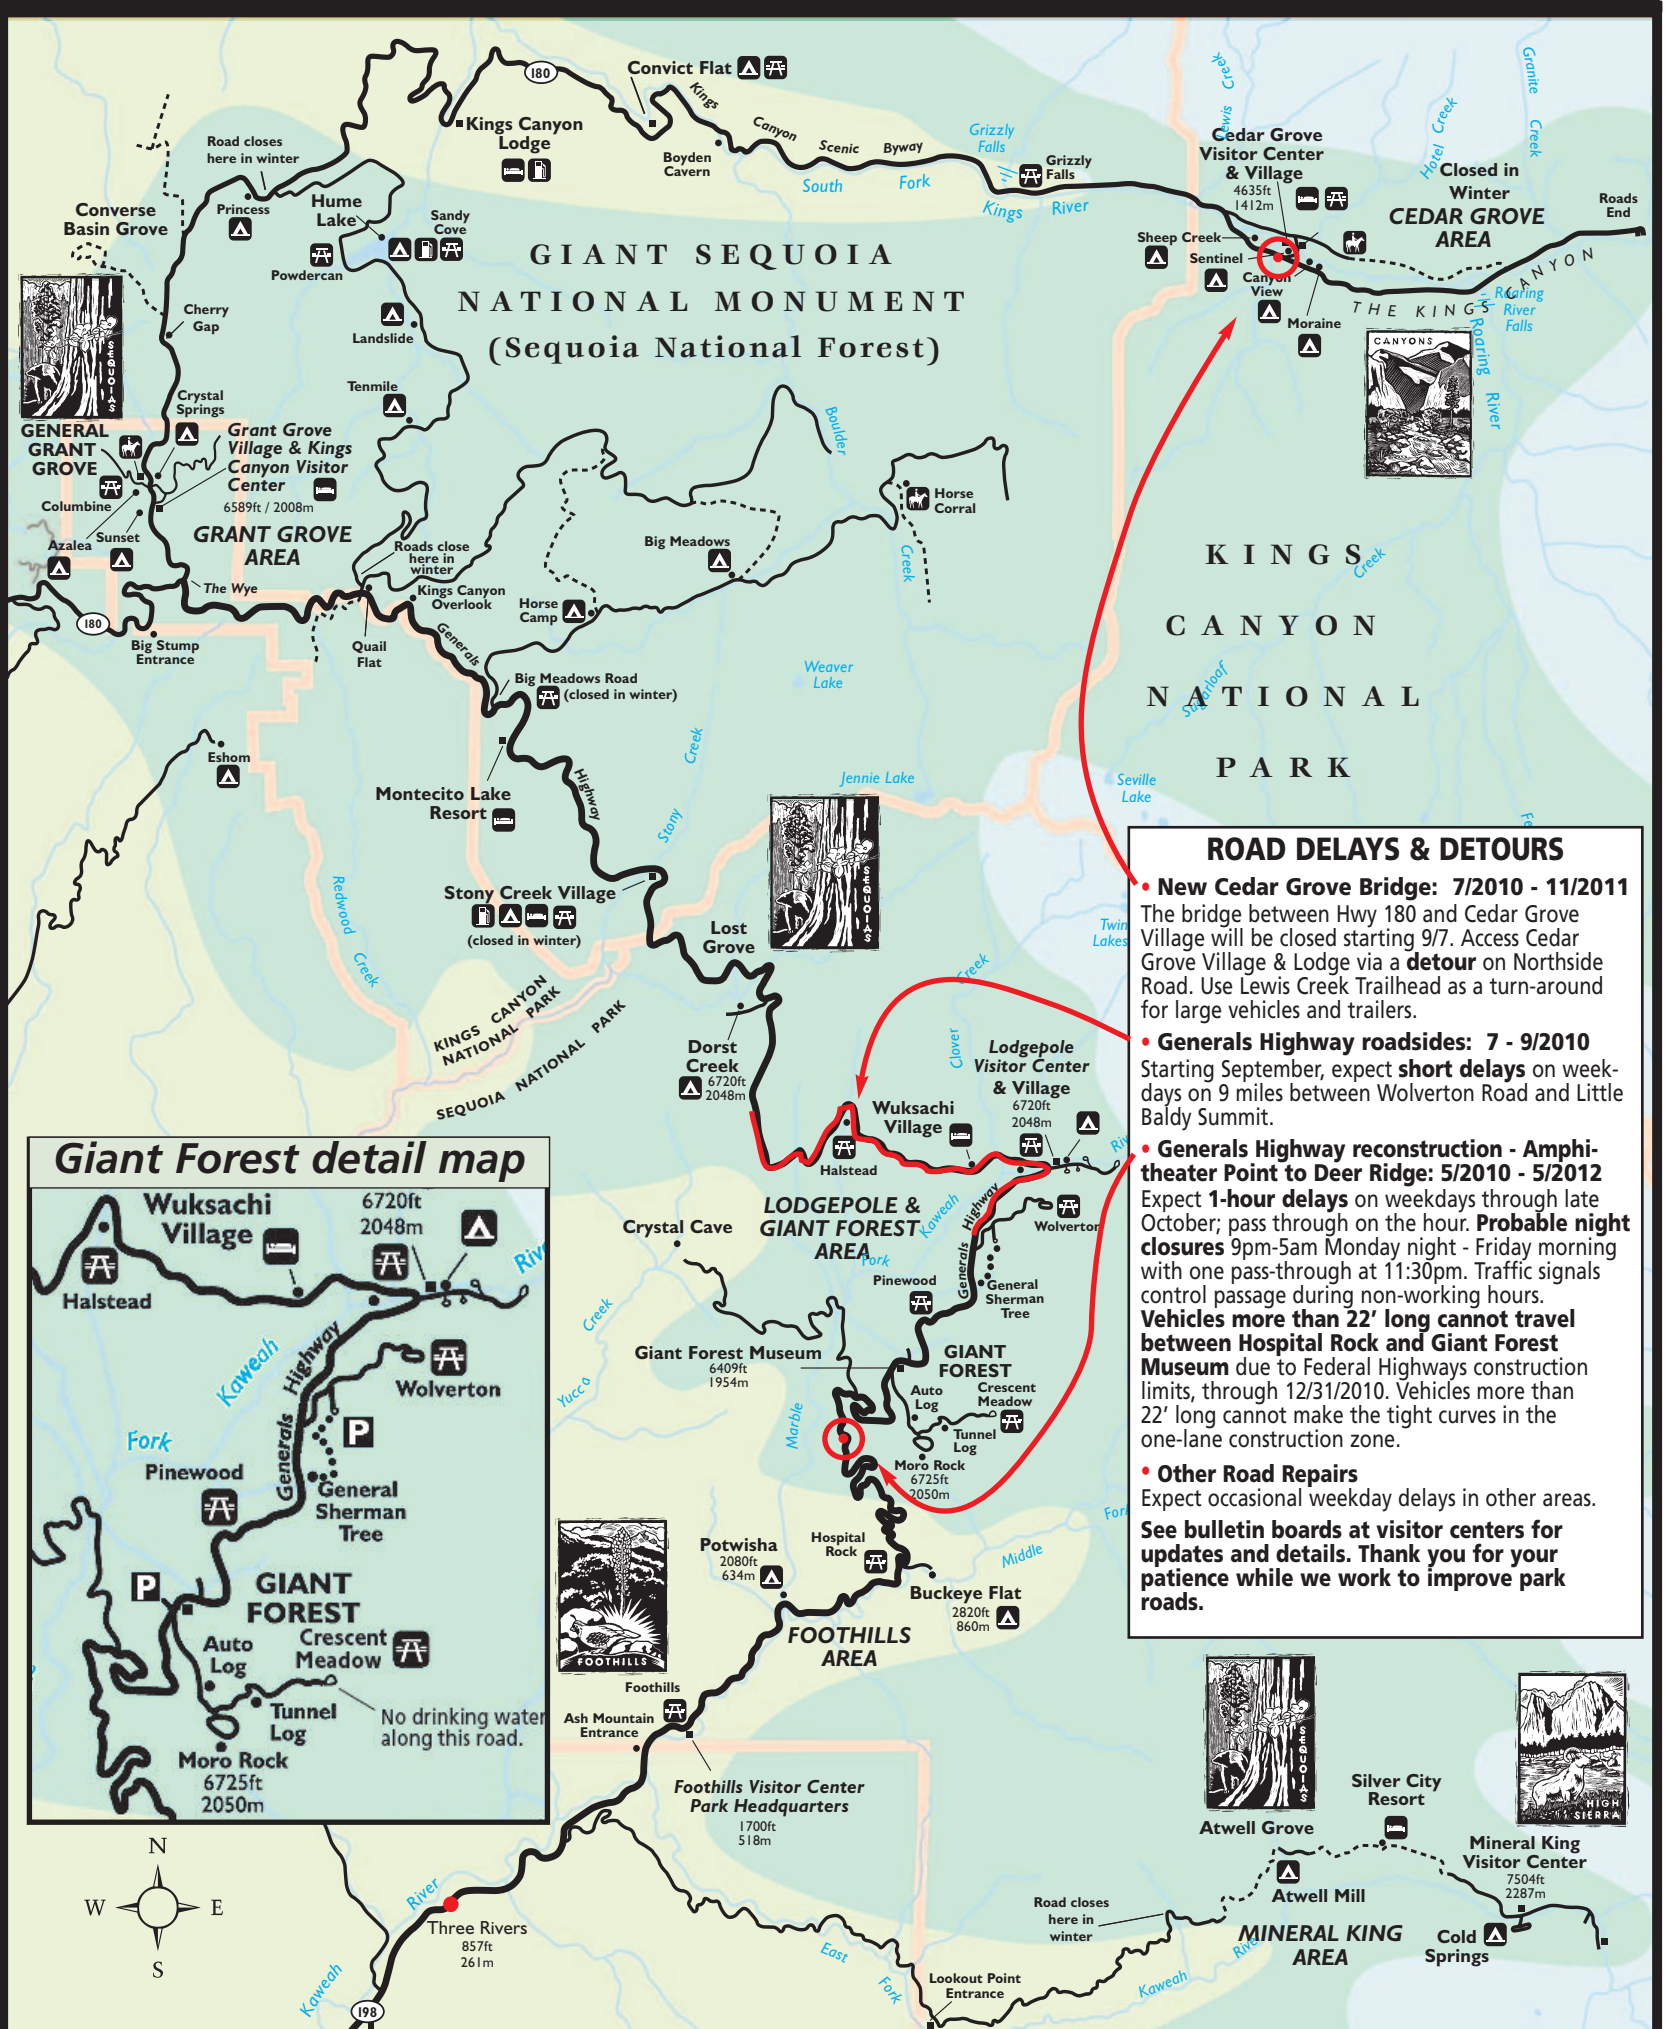 180
Convict Flat
Kings
Canyon
Scenic
Byway
Kings Canyon
Lodge
Boyden
Cavern
Grizzly
Falls
Grizzly
Falls
South
Fork
Kings
River
Lewis Creek
Hotel Creek
Granite
Creek
Cedar Grove
Visitor Center
& Village
4635ft
1412m
Closed in
Winter
CEDAR GROVE
AREA
Roads
End
Sheep Creek
Sentinel
Canyon
View
Moraine
THE KINGS CANYON
Roaring
River
Falls
Roaring
River
CANYONS
Road closes
here in winter
Converse
Basin Grove
Princess
Hume
Lake
Sandy
Cove
Powdercan
GIANT SEQUOIA
NATIONAL MONUMENT
(Sequoia National Forest)
Cherry
Gap
Landslide
SEQUOIAS
Tenmile
Crystal
Springs
GENERAL
GRANT
GROVE
Grant Grove
Village & Kings
Canyon Visitor
Center
6589ft / 2008m
Columbine
Azalea
Sunset
GRANT GROVE
AREA
Roads close
here in
winter
The Wye
Kings Canyon
Overlook
180
Big Stump
Entrance
Quail
Flat
Generals
Boulder
Creek
Horse
Corral
Big Meadows
Horse
Camp
Big Meadows Road
(closed in winter)
Weaver
Lake
KINGS
CANYON
NATIONAL
PARK
Creek
Sugarloaf
Seville
Lake
Jennie Lake
Fe
Eshom
Montecito Lake
Resort
Highway
Stony
Creek
Stony Creek Village
(closed in winter)
Redwood
Creek
Lost
Grove
SEQUOIAS
Twin
Lakes
KINGS CANYON
NATIONAL PARK
SEQUOIA NATIONAL PARK
Dorst
Creek
6720ft
2048m
Clover
Creek
Lodgepole
Visitor Center
& Village
6720ft
2048m
Wuksachi
Village
Halstead
Riv
LODGEPOLE &
GIANT FOREST
AREA
Kaweah
Fork
Generals
Highway
Wolverton
Crystal Cave
Pinewood
General
Sherman
Tree
Creek
Yucca
Giant Forest Museum
6409ft
1954m
GIANT
FOREST
Auto
Log
Crescent
Meadow
Tunnel
Log
Marble
Moro Rock
6725ft
2050m
Fork
Middle
ROAD DELAYS & DETOURS
• New Cedar Grove Bridge: 7/2010 - 11/2011
The bridge between Hwy 180 and Cedar Grove
Village will be closed starting 9/7. Access Cedar
Grove Village & Lodge via a detour on Northside
Road. Use Lewis Creek Trailhead as a turn-around
for large vehicles and trailers.
• Generals Highway roadsides: 7 - 9/2010
Starting September, expect short delays on week-
days on 9 miles between Wolverton Road and Little
Baldy Summit.
• Generals Highway reconstruction - Amphi-
theater Point to Deer Ridge: 5/2010 - 5/2012
Expect 1-hour delays on weekdays through late
October; pass through on the hour. Probable night
closures 9pm-5am Monday night - Friday morning
with one pass-through at 11:30pm. Traffic signals
control passage during non-working hours.
Vehicles more than 22’ long cannot travel
between Hospital Rock and Giant Forest
Museum due to Federal Highways construction
limits, through 12/31/2010. Vehicles more than
22’ long cannot make the tight curves in the
one-lane construction zone.
• Other Road Repairs
Expect occasional weekday delays in other areas.
See bulletin boards at visitor centers for
updates and details. Thank you for your
patience while we work to improve park
roads.
Giant Forest detail map
Wuksachi
Village
6720ft
2048m
Halstead
River
Kaweah
Fork
Generals
Highway
Wolverton
P
Pinewood
General
Sherman
Tree
P
GIANT
FOREST
Auto
Log
Crescent
Meadow
Tunnel
Log
No drinking water
along this road.
Moro Rock
6725ft
2050m
FOOTHILLS
Potwisha
2080ft
634m
Hospital
Rock
Buckeye Flat
2820ft
860m
FOOTHILLS
AREA
Foothills
Ash Mountain
Entrance
Foothills Visitor Center
Park Headquarters
1700ft
518m
N
W
E
S
River
Three Rivers
857ft
261m
Kaweah
198
East
Fork
Lookout Point
Entrance
Kaweah
River
Road closes
here in
winter
SEQUOIAS
Atwell Grove
Atwell Mill
Silver City
Resort
HIGH
SIERRA
Mineral King
Visitor Center
7504ft
2287m
MINERAL KING
AREA
Cold
Springs